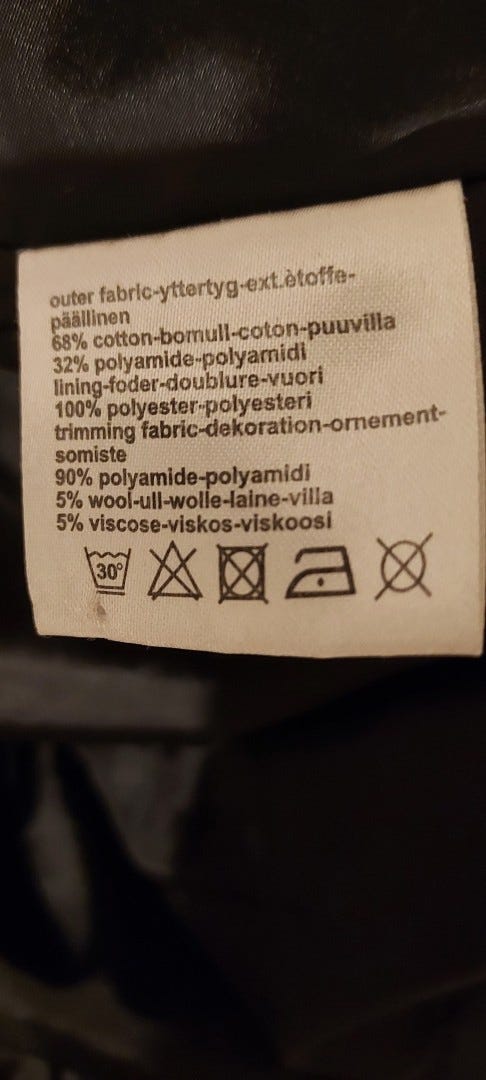 outer fabric-yttertyg-ext.ètoffe-
päällinen
68% cotton-bomull-coton-puuvilla
32% polyamide-polyamidi
lining-foder-doublure-vuori
100% polyester-polyesteri
trimming fabric-dekoration-ornement-
somiste
90% polyamide-polyamidi
5% wool-ull-wolle-laine-villa
5% viscose-viskos-viskoosi
30°